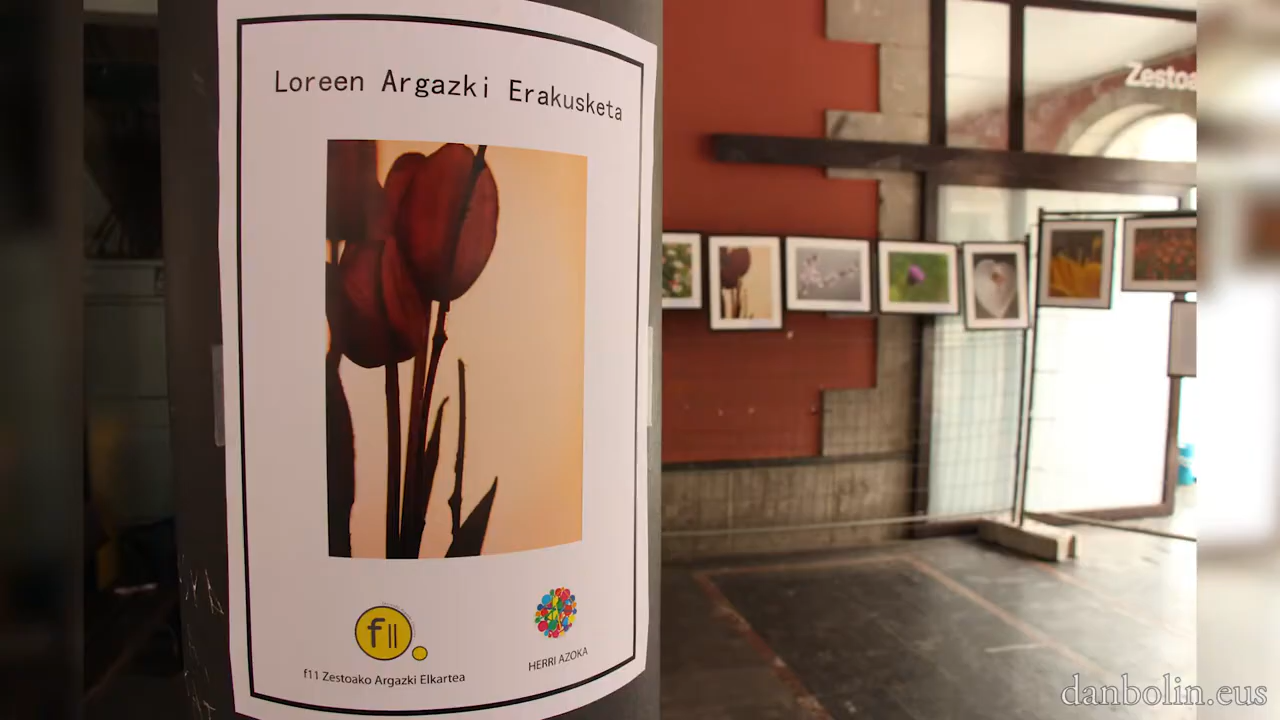 Loreen Argazki Erakusketa
f11
f11 Zestoako Argazki Elkartea
HERRI AZOKA
Zestoa
danbolin.eus